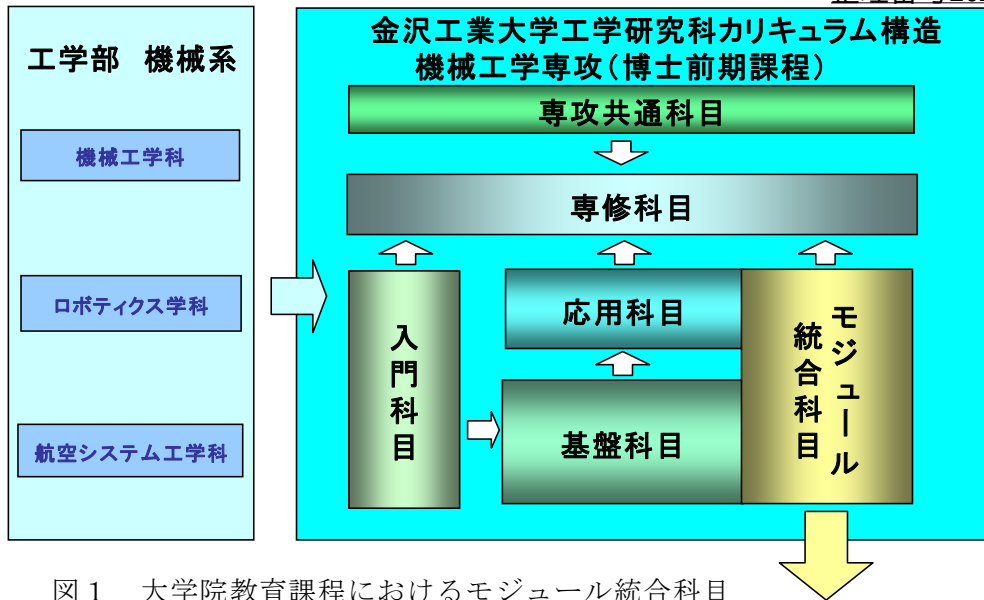 工学部 機械系
機械工学科
ロボティクス学科
航空システム工学科
金沢工業大学工学研究科カリキュラム構造
機械工学専攻（博士前期課程）
専攻共通科目
専修科目
入門科目
応用科目
基盤科目
モジュール
統合科目
図１ 大学院教育課程におけるモジュール統合科目